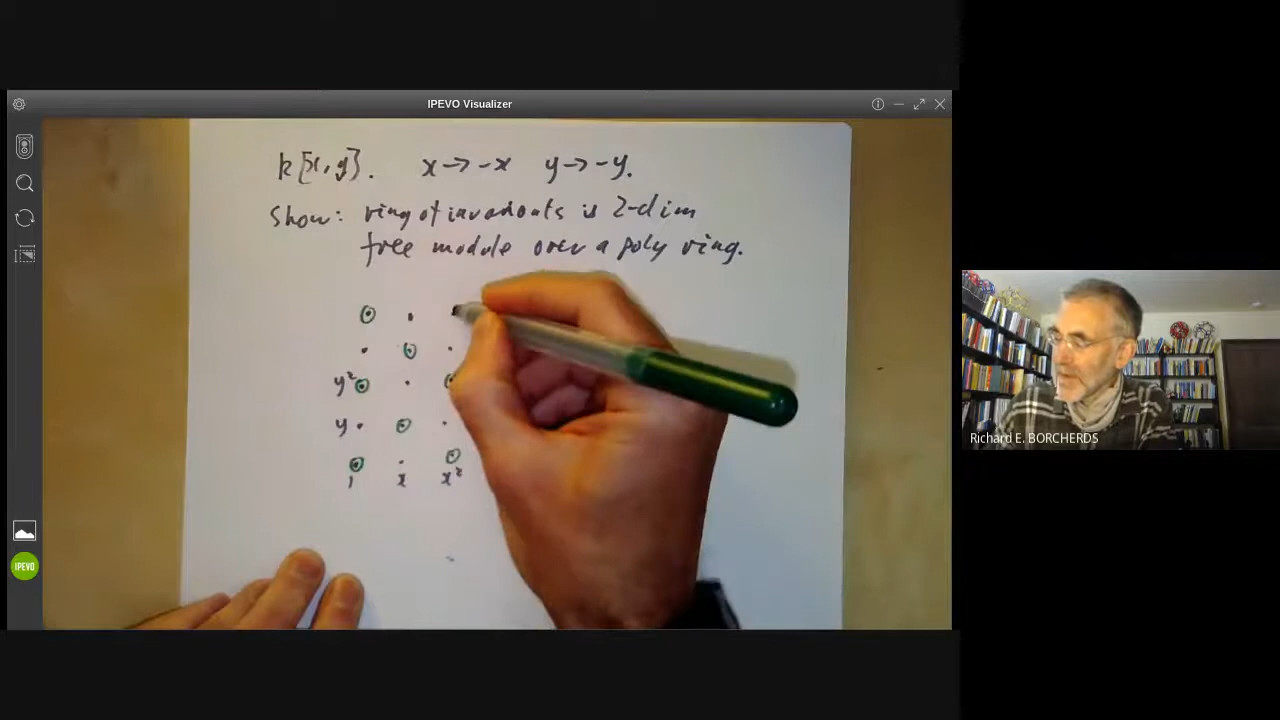 IPEVO Visualizer
k[x,y]. x→-x y→-y.
Show: ring of invariants is 2-dim
free module over a poly ring.
y²
y
1 x x²
IPEVO
Richard E. BORCHERDS